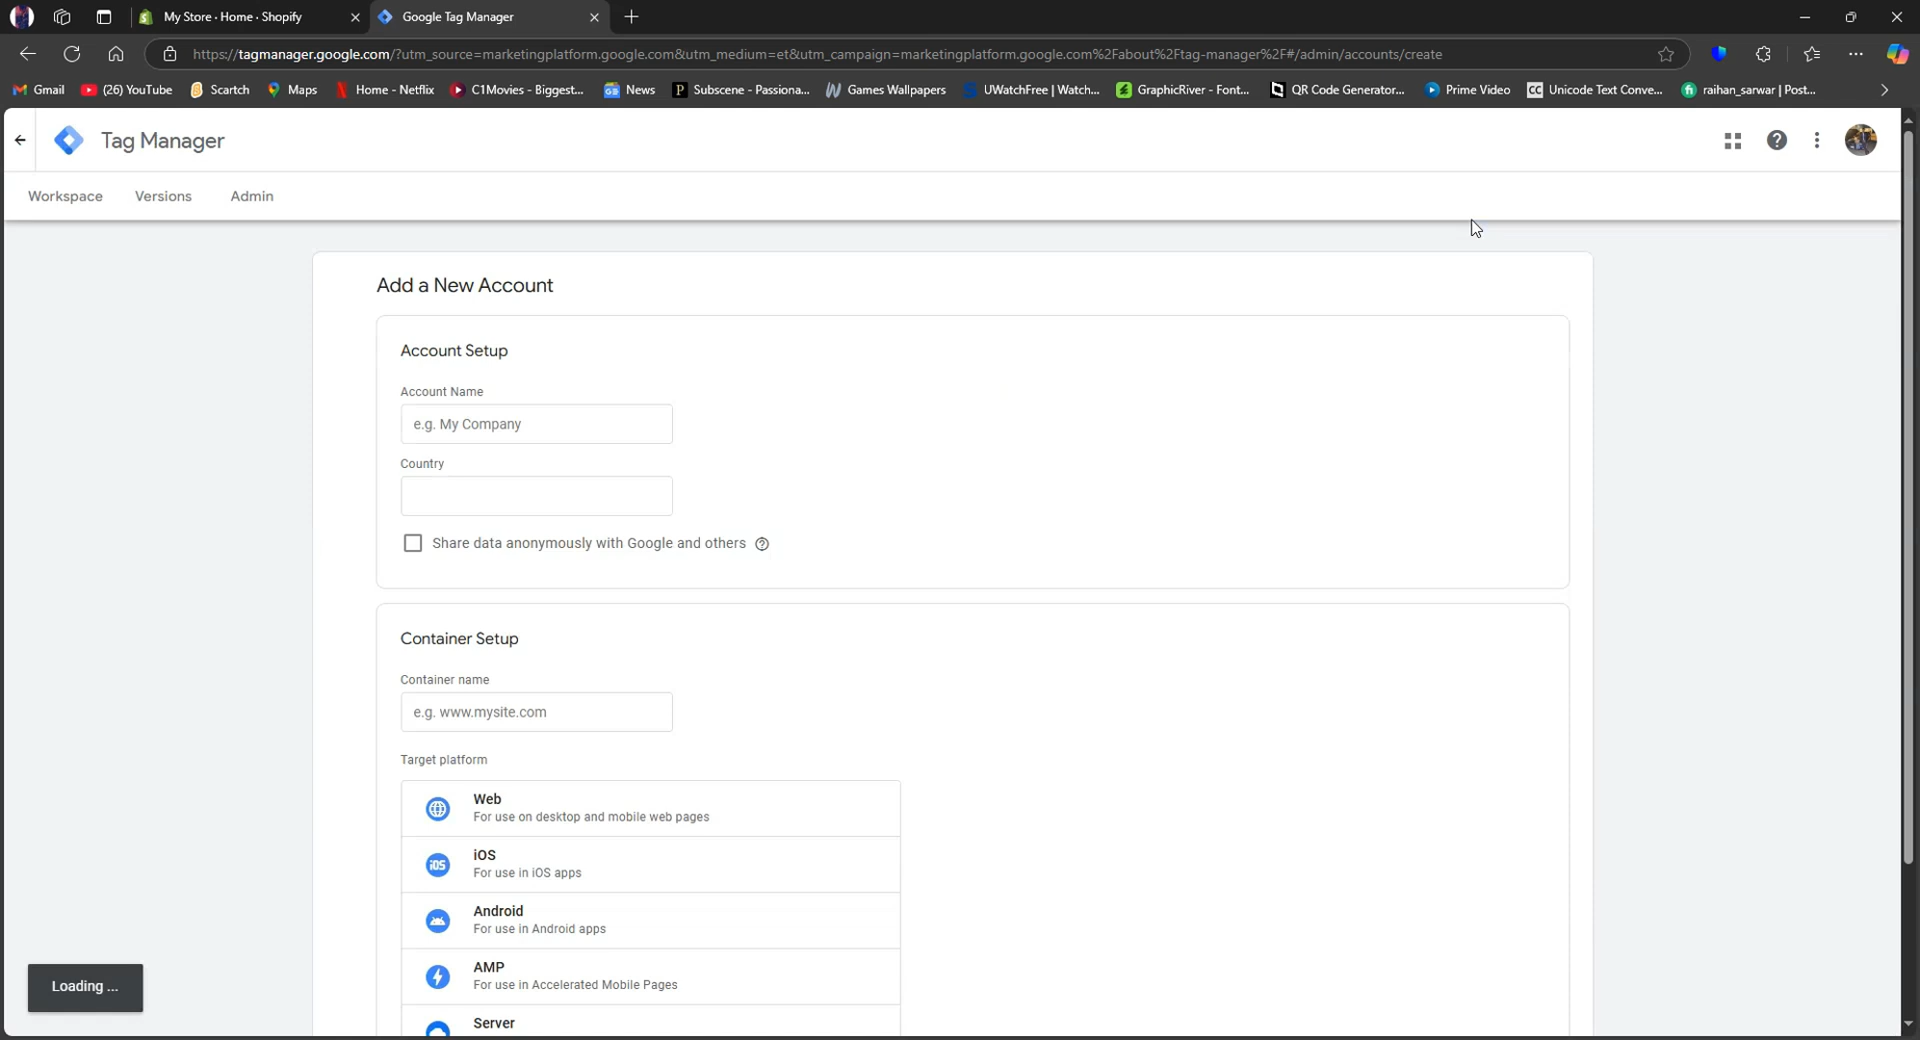 My Store · Home · Shopify
Google Tag Manager
https://tagmanager.google.com/?utm_source=marketingplatform.google.com&utm_medium=et&utm_campaign=marketingplatform.google.com%2Fabout%2Ftag-manager%2F#/admin/accounts/create
Gmail
(26) YouTube
Scartch
Maps
Home - Netflix
C1Movies - Biggest...
News
Subscene - Passiona...
Games Wallpapers
UWatchFree | Watch...
GraphicRiver - Font...
QR Code Generator...
Prime Video
Unicode Text Conve...
raihan_sarwar | Post...
Tag Manager
Workspace
Versions
Admin
Add a New Account
Account Setup
Account Name
e.g. My Company
Country
Share data anonymously with Google and others
Container Setup
Container name
e.g. www.mysite.com
Target platform
Web
For use on desktop and mobile web pages
iOS
iOS
For use in iOS apps
Android
For use in Android apps
AMP
For use in Accelerated Mobile Pages
Server
Loading ...